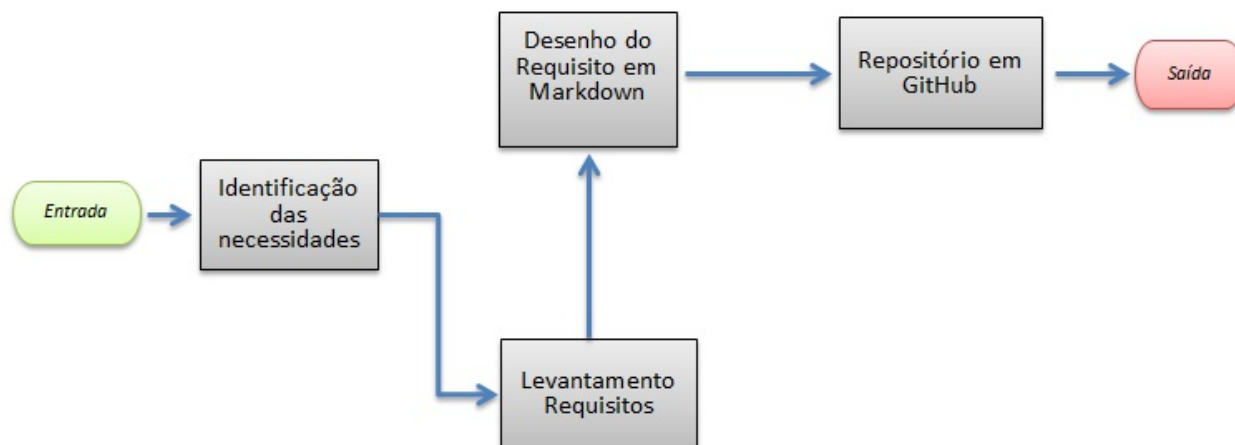 Entrada
Identificação
das
necessidades
Levantamento
Requisitos
Desenho do
Requisito em
Markdown
Repositório em
GitHub
Saída